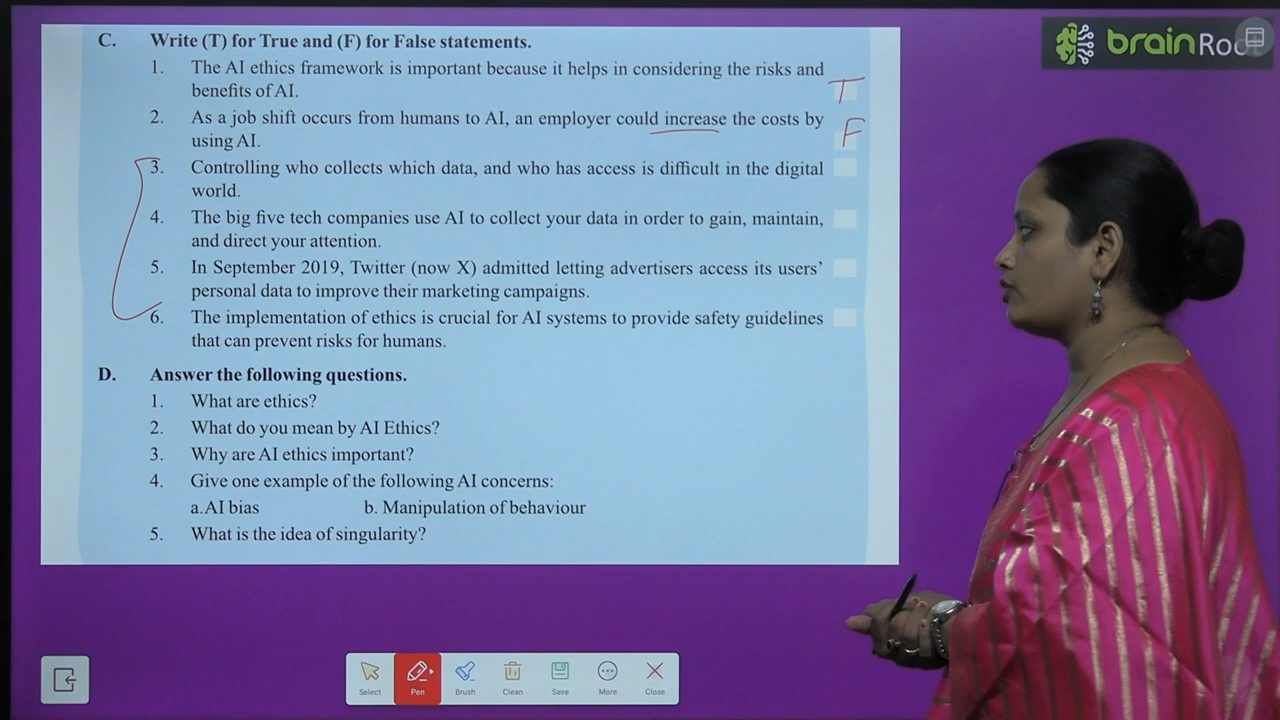 C. Write (T) for True and (F) for False statements.
1. The AI ethics framework is important because it helps in considering the risks and
benefits of AI. T
2. As a job shift occurs from humans to AI, an employer could increase the costs by
using AI. F
3. Controlling who collects which data, and who has access is difficult in the digital
world.
4. The big five tech companies use AI to collect your data in order to gain, maintain,
and direct your attention.
5. In September 2019, Twitter (now X) admitted letting advertisers access its users’
personal data to improve their marketing campaigns.
6. The implementation of ethics is crucial for AI systems to provide safety guidelines
that can prevent risks for humans.
D. Answer the following questions.
1. What are ethics?
2. What do you mean by AI Ethics?
3. Why are AI ethics important?
4. Give one example of the following AI concerns:
a. AI bias b. Manipulation of behaviour
5. What is the idea of singularity?
brainRoot
Select Pen Brush Clean Save More Close